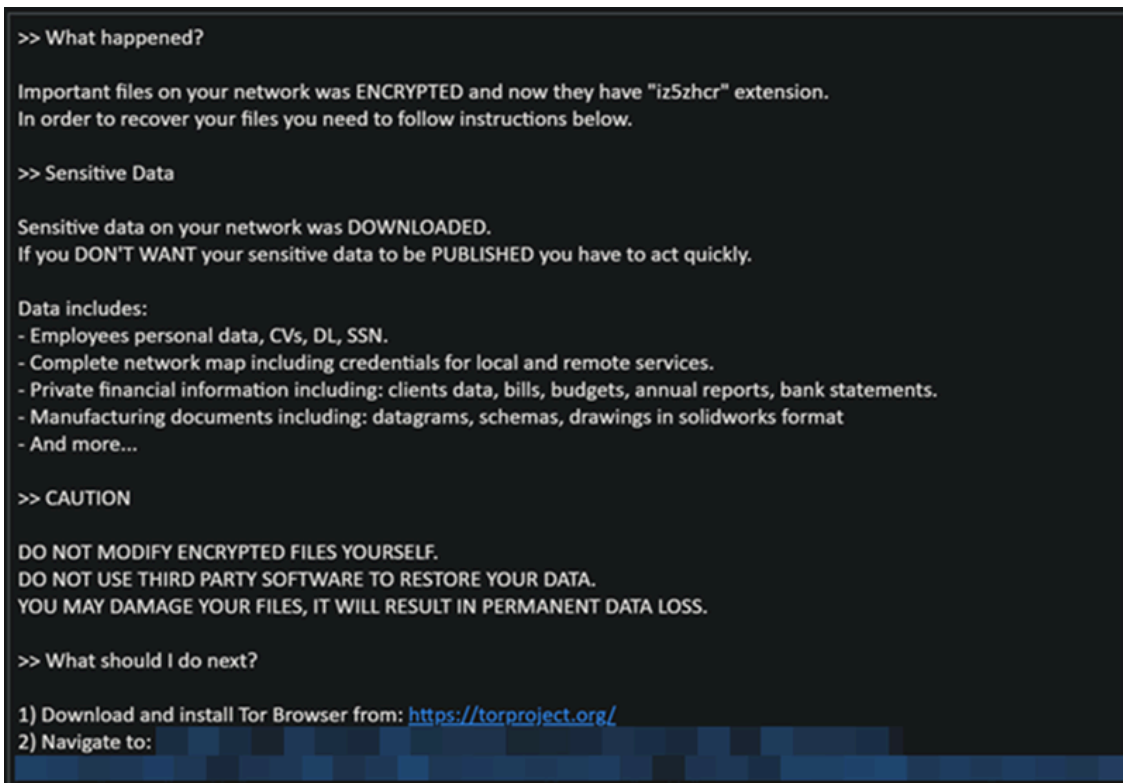 >> What happened?
Important files on your network was ENCRYPTED and now they have "iz5zhcr" extension.
In order to recover your files you need to follow instructions below.
>> Sensitive Data
Sensitive data on your network was DOWNLOADED.
If you DON'T WANT your sensitive data to be PUBLISHED you have to act quickly.
Data includes:
- Employees personal data, CVs, DL, SSN.
- Complete network map including credentials for local and remote services.
- Private financial information including: clients data, bills, budgets, annual reports, bank statements.
- Manufacturing documents including: datagrams, schemas, drawings in solidworks format
- And more...
>> CAUTION
DO NOT MODIFY ENCRYPTED FILES YOURSELF.
DO NOT USE THIRD PARTY SOFTWARE TO RESTORE YOUR DATA.
YOU MAY DAMAGE YOUR FILES, IT WILL RESULT IN PERMANENT DATA LOSS.
>> What should I do next?
1) Download and install Tor Browser from: https://torproject.org/
2) Navigate to: